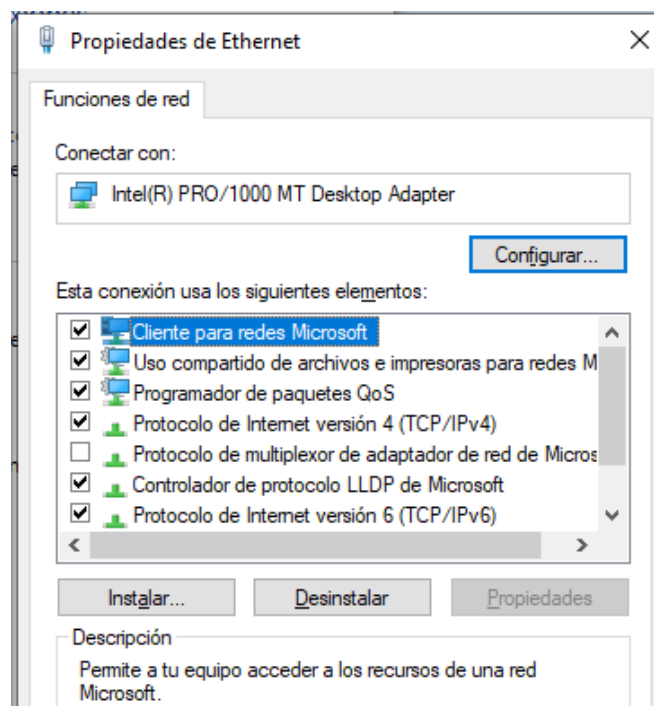 Propiedades de Ethernet
Funciones de red
Conectar con:
Intel(R) PRO/1000 MT Desktop Adapter
Configurar...
Esta conexión usa los siguientes elementos:
Cliente para redes Microsoft
Uso compartido de archivos e impresoras para redes M
Programador de paquetes QoS
Protocolo de Internet versión 4 (TCP/IPv4)
Protocolo de multiplexor de adaptador de red de Micros
Controlador de protocolo LLDP de Microsoft
Protocolo de Internet versión 6 (TCP/IPv6)
Instalar...
Desinstalar
Propiedades
Descripción
Permite a tu equipo acceder a los recursos de una red
Microsoft.